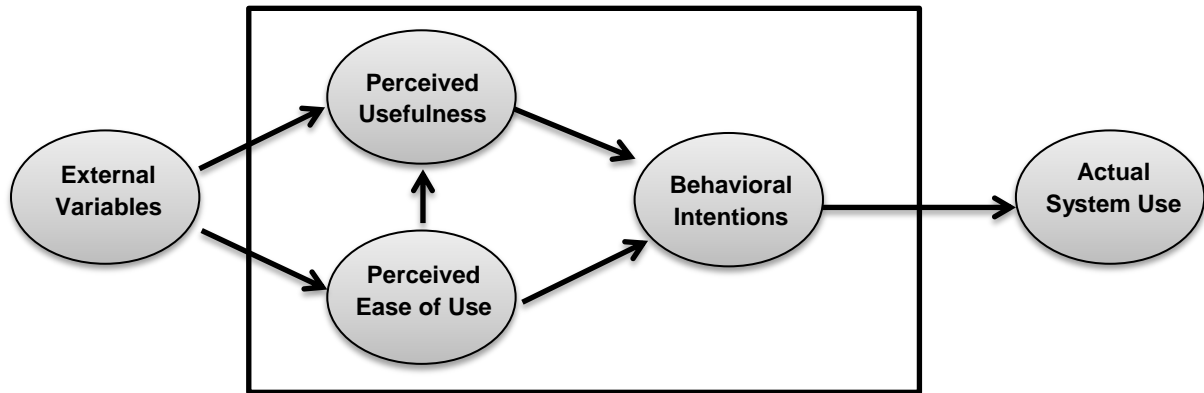 External
Variables
Perceived
Usefulness
Perceived
Ease of Use
Behavioral
Intentions
Actual
System Use